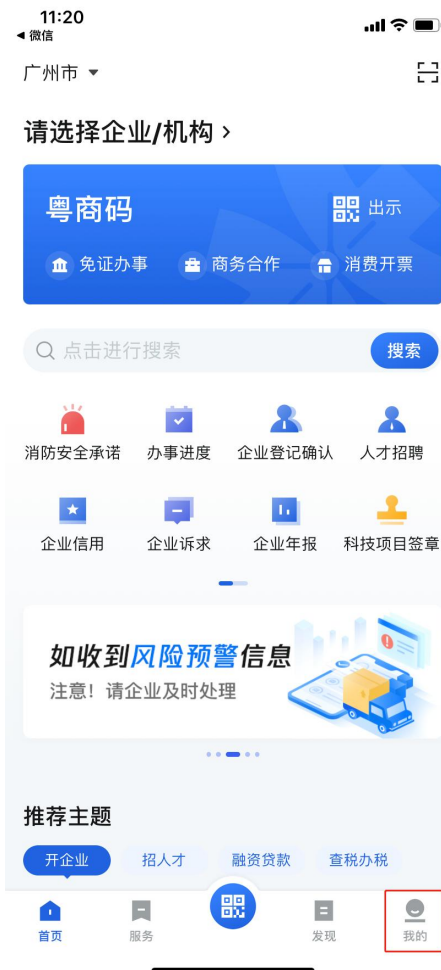 11:20
微信
广州市
请选择企业/机构
粤商码
出示
免证办事 商务合作 消费开票
点击进行搜索 搜索
消防安全承诺 办事进度 企业登记确认 人才招聘
企业信用 企业诉求 企业年报 科技项目签章
如收到风险预警信息
注意！请企业及时处理
推荐主题
开企业 招人才 融资贷款 查税办税
首页 服务 发现 我的